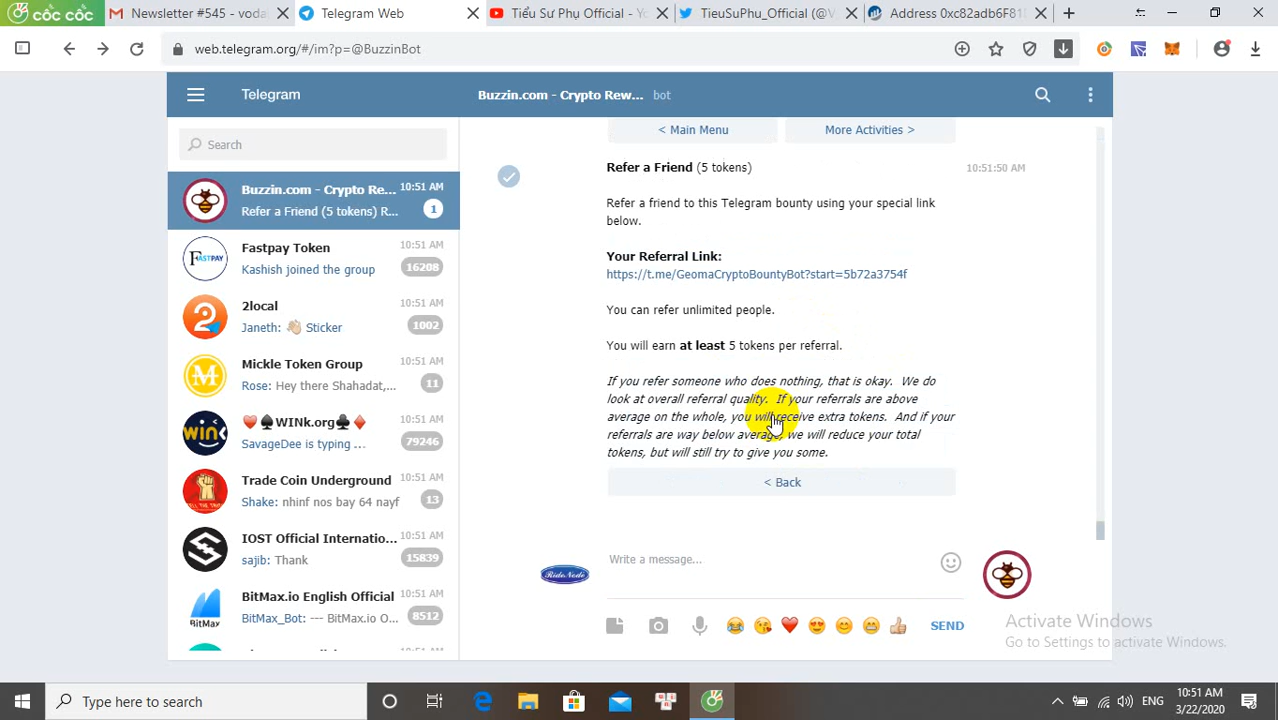 cốc cốc
Newsletter #545 - voda
Telegram Web
Tiểu Sư Phụ Official - Yo
TieuSuPhu_Official (@V
Address 0xc82adb6F81
web.telegram.org/#/im?p=@BuzzinBot
Telegram
Buzzin.com - Crypto Rew... bot
Search
Buzzin.com - Crypto Re... 10:51 AM
Refer a Friend (5 tokens) R... 1
Fastpay Token 10:51 AM
Kashish joined the group 16208
FASTPAY
2local 10:51 AM
Janeth: 👋🏼 Sticker 1002
Mickle Token Group 10:51 AM
Rose: Hey there Shahadat,... 11
♥️♠️WINk.org♣️♦️ 10:51 AM
SavageDee is typing ... 79246
WIN
Trade Coin Underground 10:51 AM
Shake: nhinf nos bay 64 nayf 13
IOST Official Internatio... 10:51 AM
sajib: Thank 15839
BitMax.io English Official 10:51 AM
BitMax_Bot: --- BitMax.io O... 8512
BitMax
10:51 AM
< Main Menu
More Activities >
Refer a Friend (5 tokens) 10:51:50 AM
Refer a friend to this Telegram bounty using your special link
below.
Your Referral Link:
https://t.me/GeomaCryptoBountyBot?start=5b72a3754f
You can refer unlimited people.
You will earn at least 5 tokens per referral.
If you refer someone who does nothing, that is okay. We do
look at overall referral quality. If your referrals are above
average on the whole, you will receive extra tokens. And if your
referrals are way below average, we will reduce your total
tokens, but will still try to give you some.
< Back
Write a message...
RideNode
SEND
Activate Windows
Go to Settings to activate Windows.
Type here to search
ENG
10:51 AM
3/22/2020